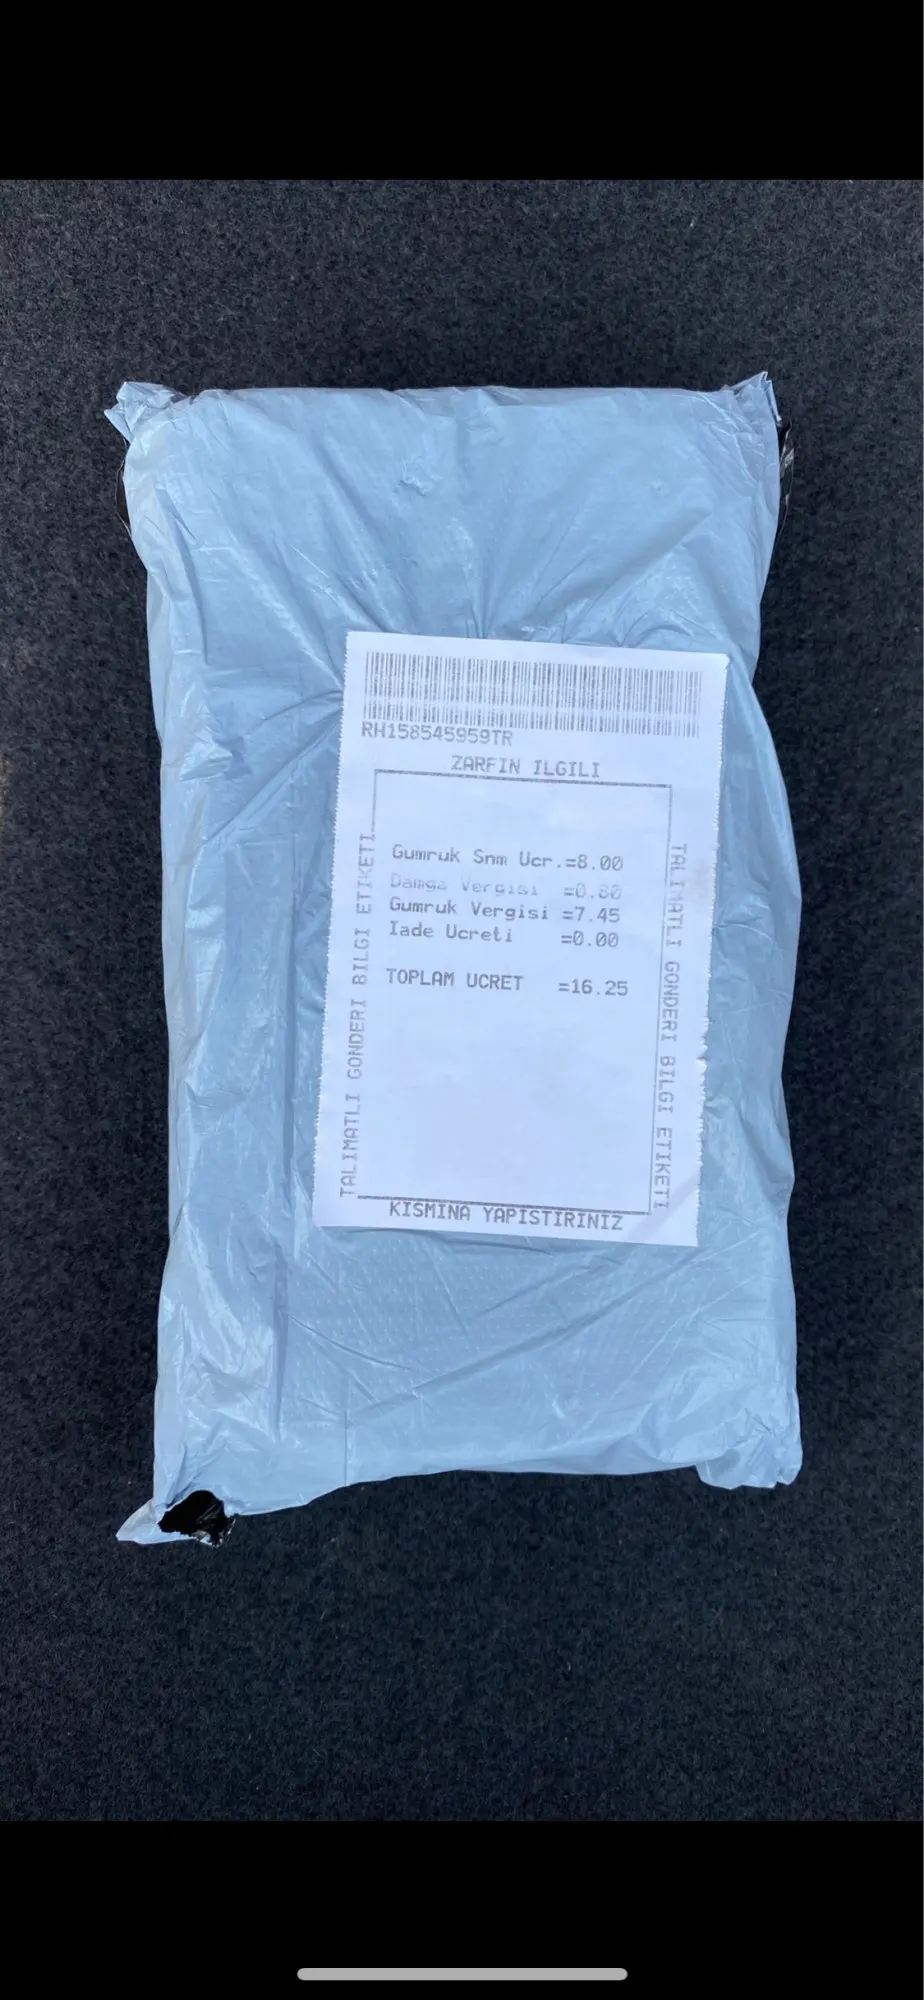 RH158545959TR
ZARFIN ILGILI
TALIMATLI GONDERI BILGI ETIKETI
Gumruk Snm Ucr.=8.00
Damga Vergisi =0.80
Gumruk Vergisi =7.45
Iade Ucreti =0.00
TOPLAM UCRET =16.25
TALIMATLI GONDERI BILGI ETIKETI
KISMINA YAPISTIRINIZ